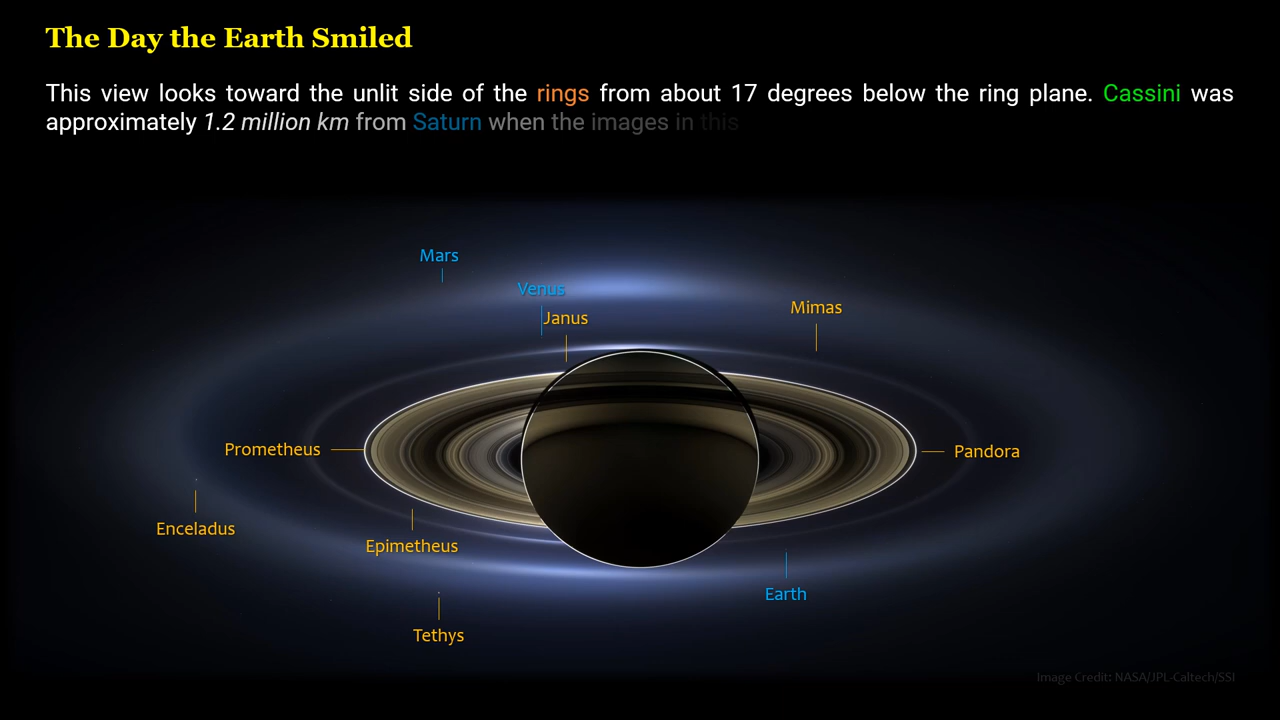 The Day the Earth Smiled
This view looks toward the unlit side of the rings from about 17 degrees below the ring plane. Cassini was
approximately 1.2 million km from Saturn when the images in this
Mars
Venus
Janus
Mimas
Prometheus
Pandora
Enceladus
Epimetheus
Earth
Tethys
Image Credit: NASA/JPL-Caltech/SSI